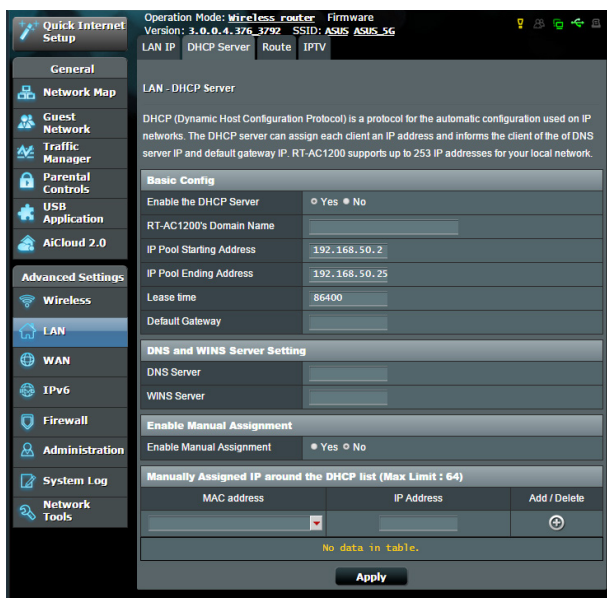 Operation Mode: Wireless router Firmware
Version: 3.0.0.4.376_3792 SSID: ASUS ASUS_5G
Quick Internet
Setup
General
Network Map
Guest
Network
Traffic
Manager
Parental
Controls
USB
Application
AiCloud 2.0
Advanced Settings
Wireless
LAN
WAN
IPv6
Firewall
Administration
System Log
Network
Tools
LAN IP DHCP Server Route IPTV
LAN - DHCP Server
DHCP (Dynamic Host Configuration Protocol) is a protocol for the automatic configuration used on IP
networks. The DHCP server can assign each client an IP address and informs the client of the of DNS
server IP and default gateway IP. RT-AC1200 supports up to 253 IP addresses for your local network.
Basic Config
Enable the DHCP Server Yes No
RT-AC1200's Domain Name
IP Pool Starting Address 192.168.50.2
IP Pool Ending Address 192.168.50.25
Lease time 86400
Default Gateway
DNS and WINS Server Setting
DNS Server
WINS Server
Enable Manual Assignment
Enable Manual Assignment Yes No
Manually Assigned IP around the DHCP list (Max Limit : 64)
MAC address IP Address Add / Delete
No data in table.
Apply